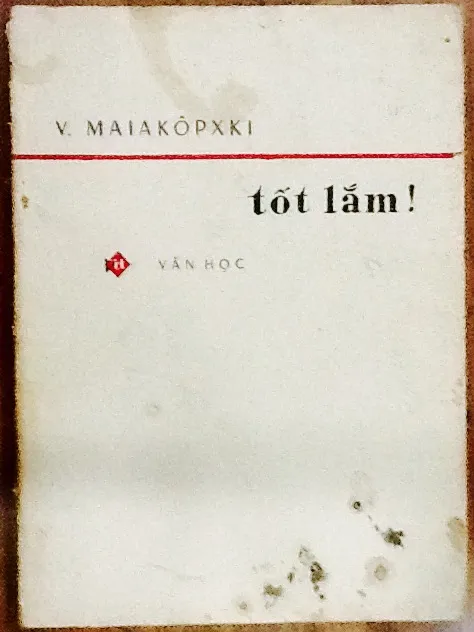 V. MAIAKÔPXKI
tốt lắm!
VĂN HỌC